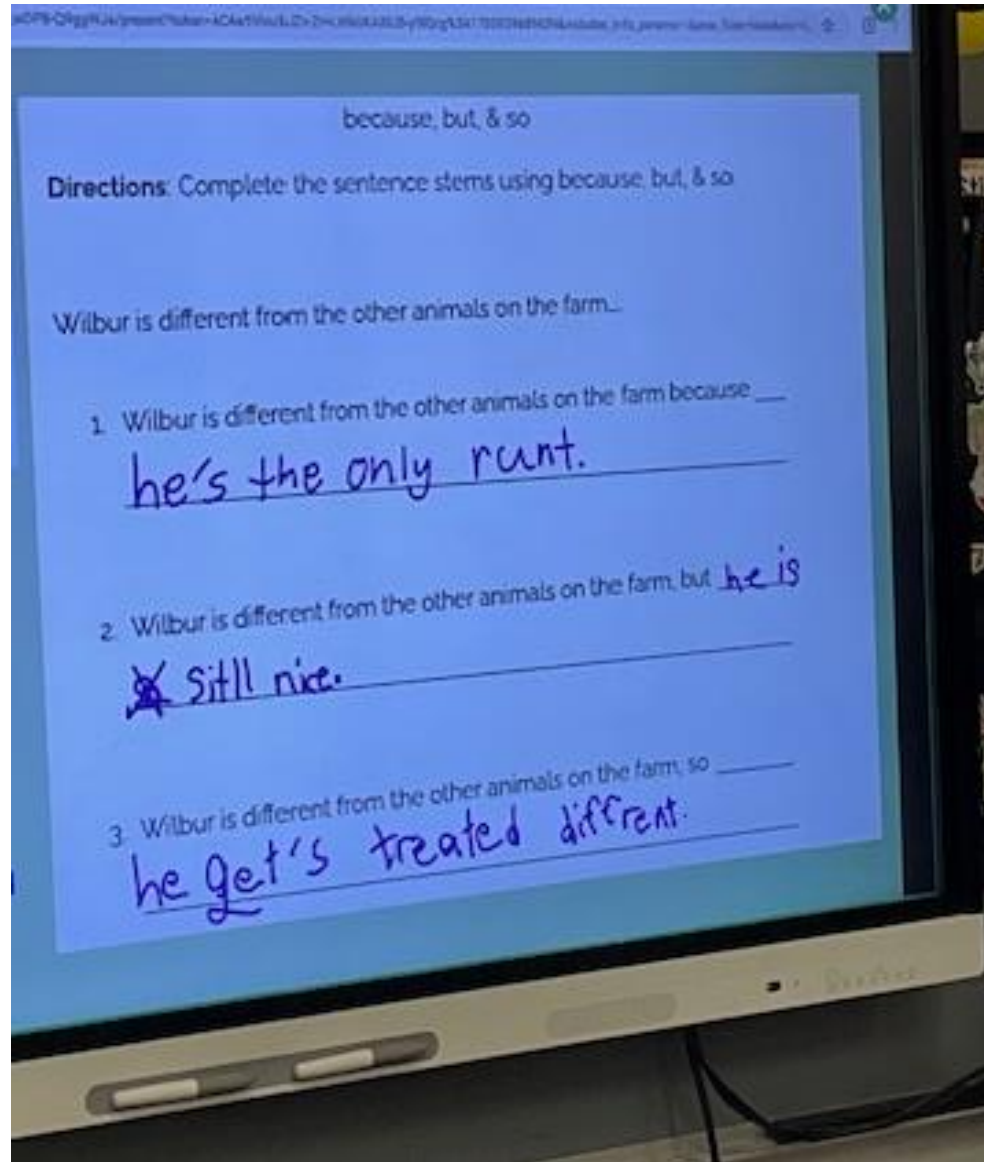 because, but, & so
Directions: Complete the sentence stems using because, but, & so
Wilbur is different from the other animals on the farm...
1. Wilbur is different from the other animals on the farm because
he's the only runt.
2. Wilbur is different from the other animals on the farm, but he is
sitll nice.
3. Wilbur is different from the other animals on the farm, so
he get's treated diffrent.